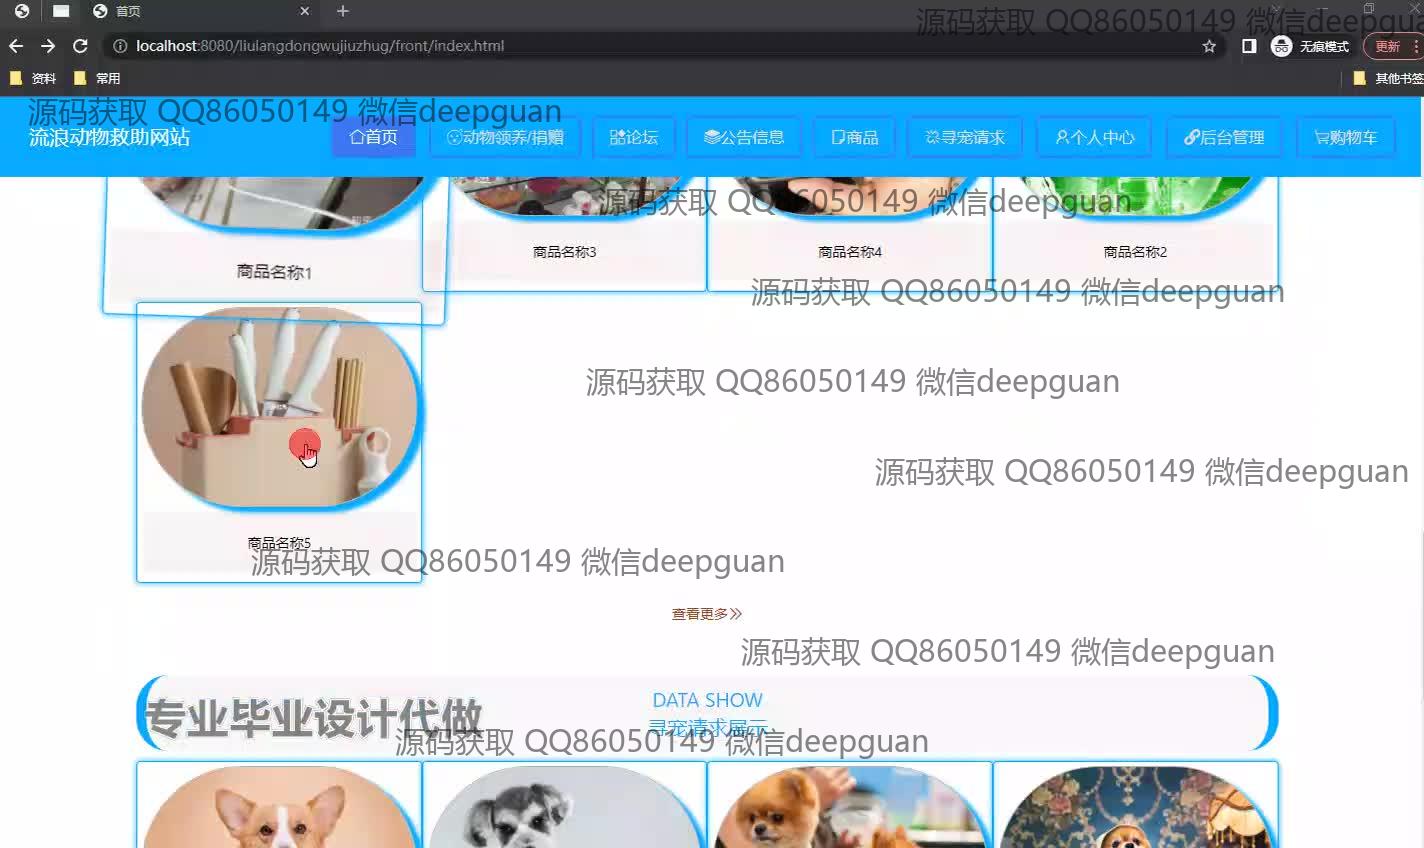 首页
源码获取 QQ86050149 微信deepgua
localhost:8080/liulangdongwujiuzhug/front/index.html
无痕模式
更新
资料
常用
其他书签
源码获取 QQ86050149 微信deepguan
流浪动物救助网站
首页
动物领养/捐赠
论坛
公告信息
商品
寻宠请求
个人中心
后台管理
购物车
源码获取 QQ86050149 微信deepguan
商品名称1
商品名称3
商品名称4
商品名称2
源码获取 QQ86050149 微信deepguan
源码获取 QQ86050149 微信deepguan
源码获取 QQ86050149 微信deepguan
商品名称5
源码获取 QQ86050149 微信deepguan
查看更多
源码获取 QQ86050149 微信deepguan
DATA SHOW
专业毕业设计代做
寻宠请求展示
源码获取 QQ86050149 微信deepguan